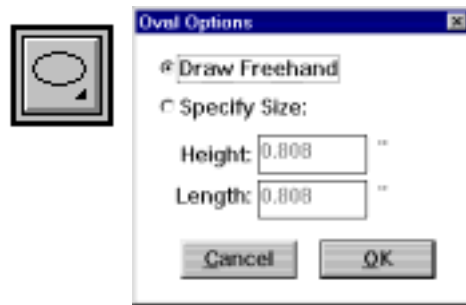 Oval Options
Draw Freehand
Specify Size:
Height: 0.808 "
Length: 0.808 "
Cancel OK